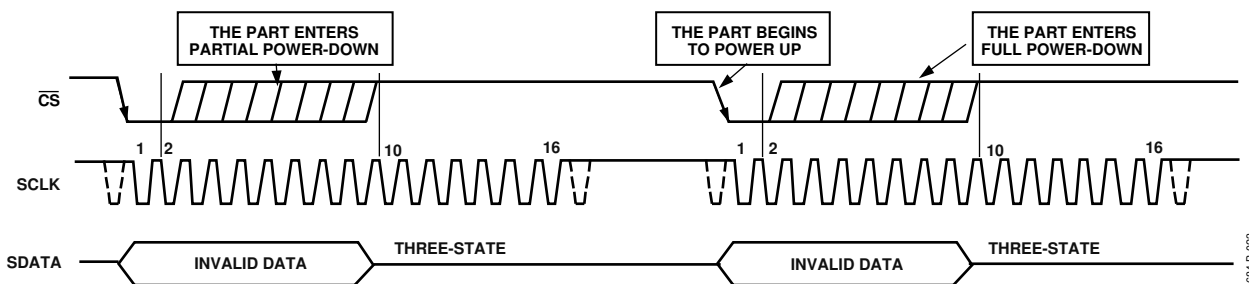 THE PART ENTERS
PARTIAL POWER-DOWN
THE PART BEGINS
TO POWER UP
THE PART ENTERS
FULL POWER-DOWN
CS
1 2 10 16 1 2 10 16
SCLK
SDATA
INVALID DATA
THREE-STATE
INVALID DATA
THREE-STATE